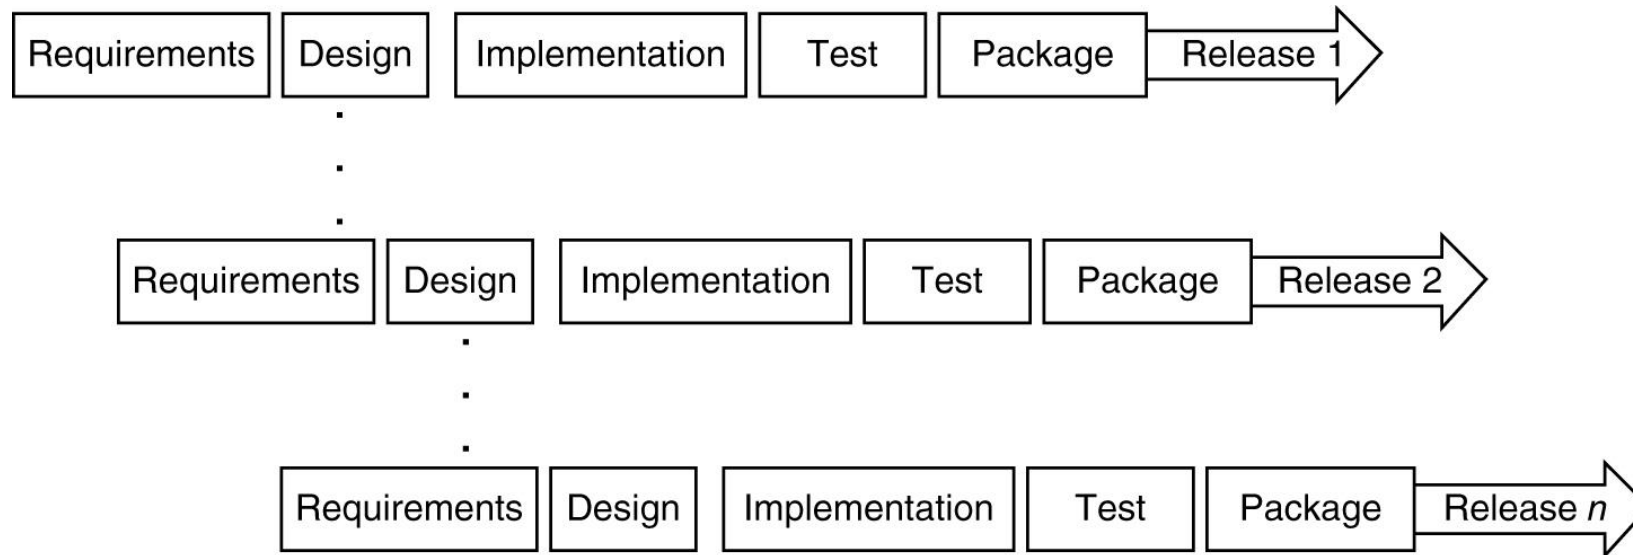 Requirements Design Implementation Test Package Release 1
Requirements Design Implementation Test Package Release 2
Requirements Design Implementation Test Package Release n